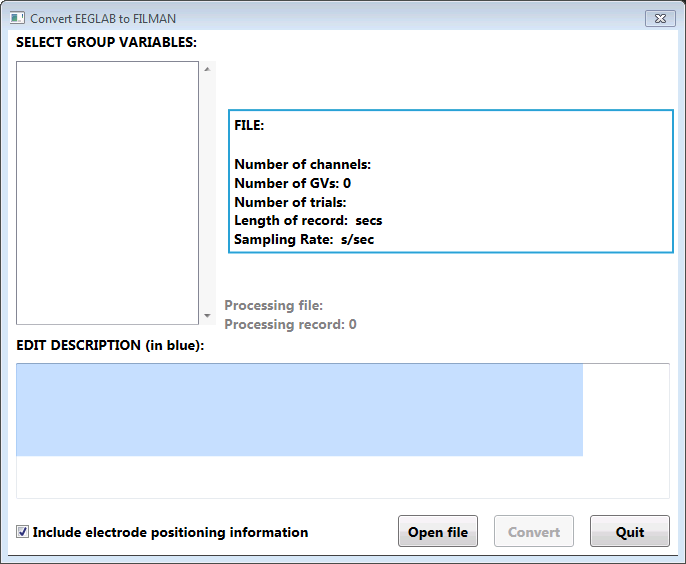 Convert EEGLAB to FILMAN
SELECT GROUP VARIABLES:
FILE:
Number of channels:
Number of GVs: 0
Number of trials:
Length of record:  secs
Sampling Rate:  s/sec
Processing file:
Processing record: 0
EDIT DESCRIPTION (in blue):
Include electrode positioning information
Open file
Convert
Quit